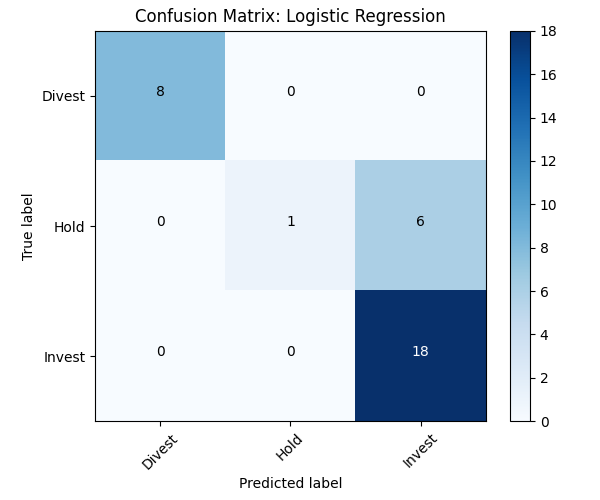 Confusion Matrix: Logistic Regression
Divest
8
0
0
Hold
0
1
6
Invest
0
0
18
True label
Divest
Hold
Invest
Predicted label
18
16
14
12
10
8
6
4
2
0